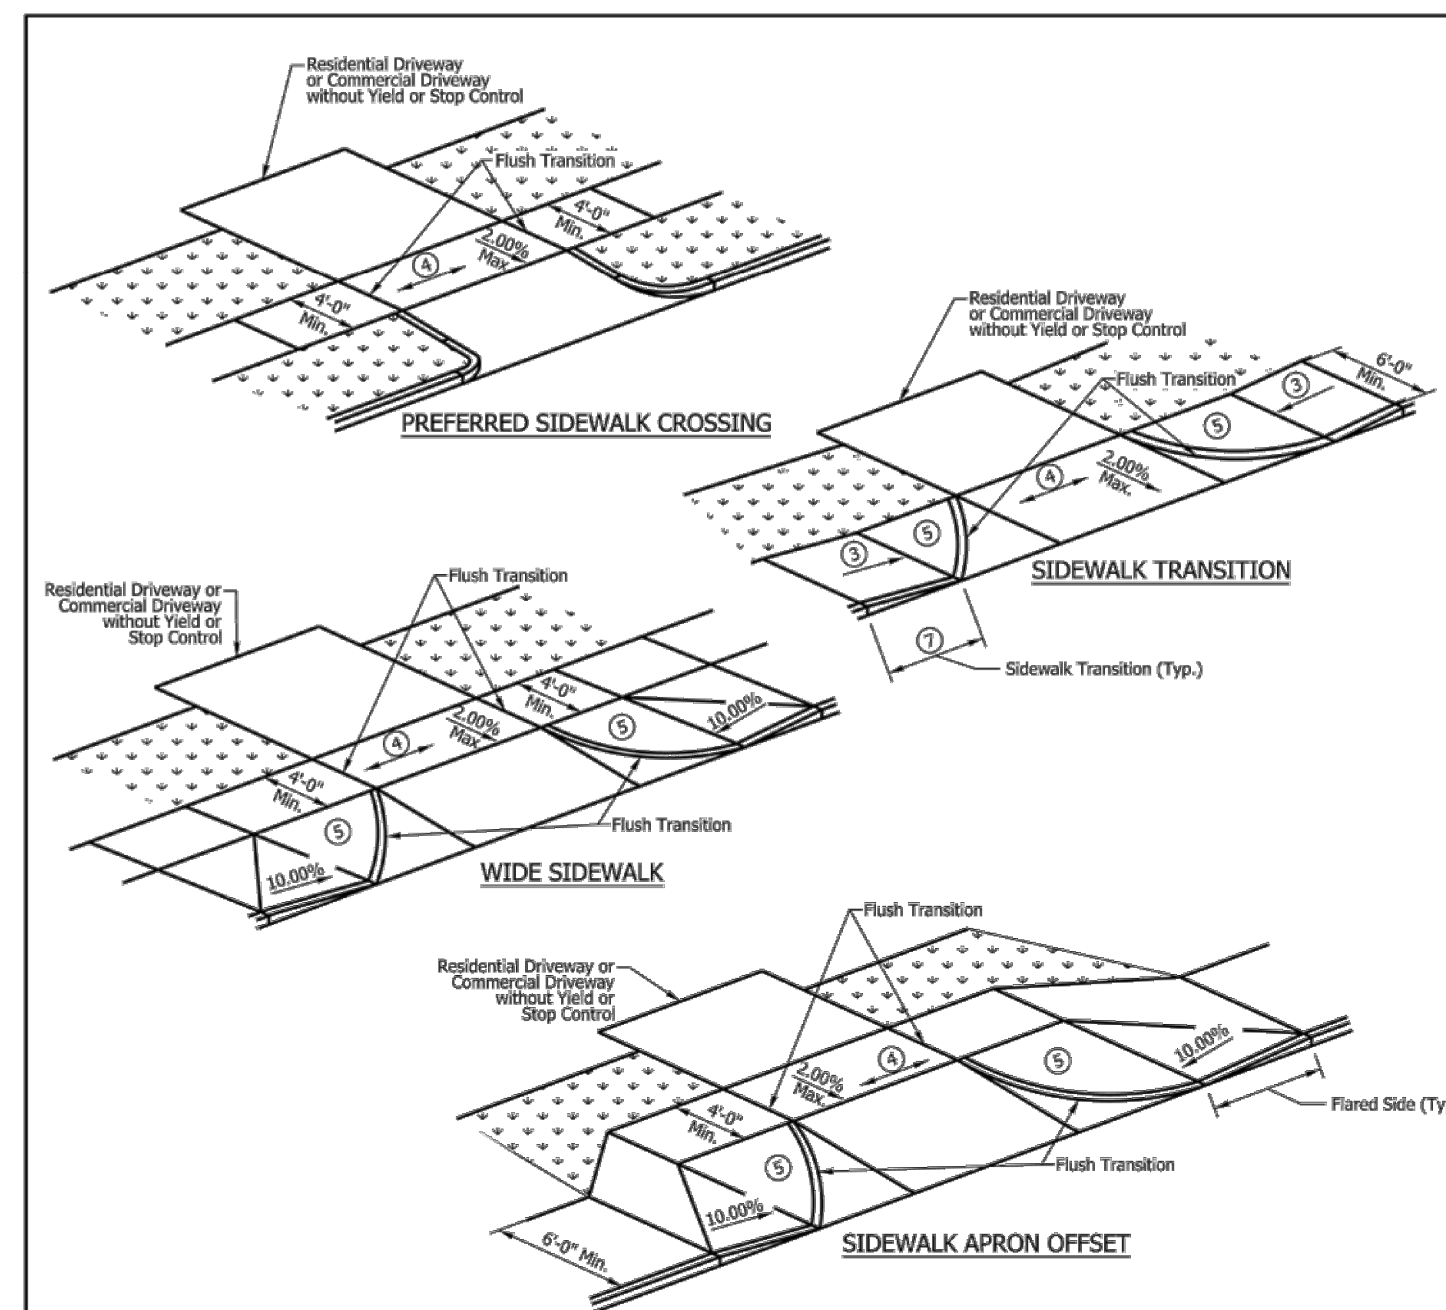 Residential Driveway
or Commercial Driveway
without Yield or Stop Control
Flush Transition
4'-0"
Min.
2.00%
Max.
4
4'-0"
Min.
PREFERRED SIDEWALK CROSSING
Residential Driveway
or Commercial Driveway
without Yield or Stop Control
Flush Transition
6'-0"
Min.
3
5
2.00%
Max.
4
5
3
SIDEWALK TRANSITION
7
Sidewalk Transition (Typ.)
Residential Driveway or
Commercial Driveway
without Yield or
Stop Control
Flush Transition
4'-0"
Min.
2.00%
Max.
5
10.00%
4
4'-0"
Min.
5
10.00%
Flush Transition
WIDE SIDEWALK
Flush Transition
Residential Driveway or
Commercial Driveway
without Yield or
Stop Control
2.00%
Max.
4
5
10.00%
4'-0"
Min.
Flared Side (Ty
5
10.00%
Flush Transition
6'-0" Min.
SIDEWALK APRON OFFSET